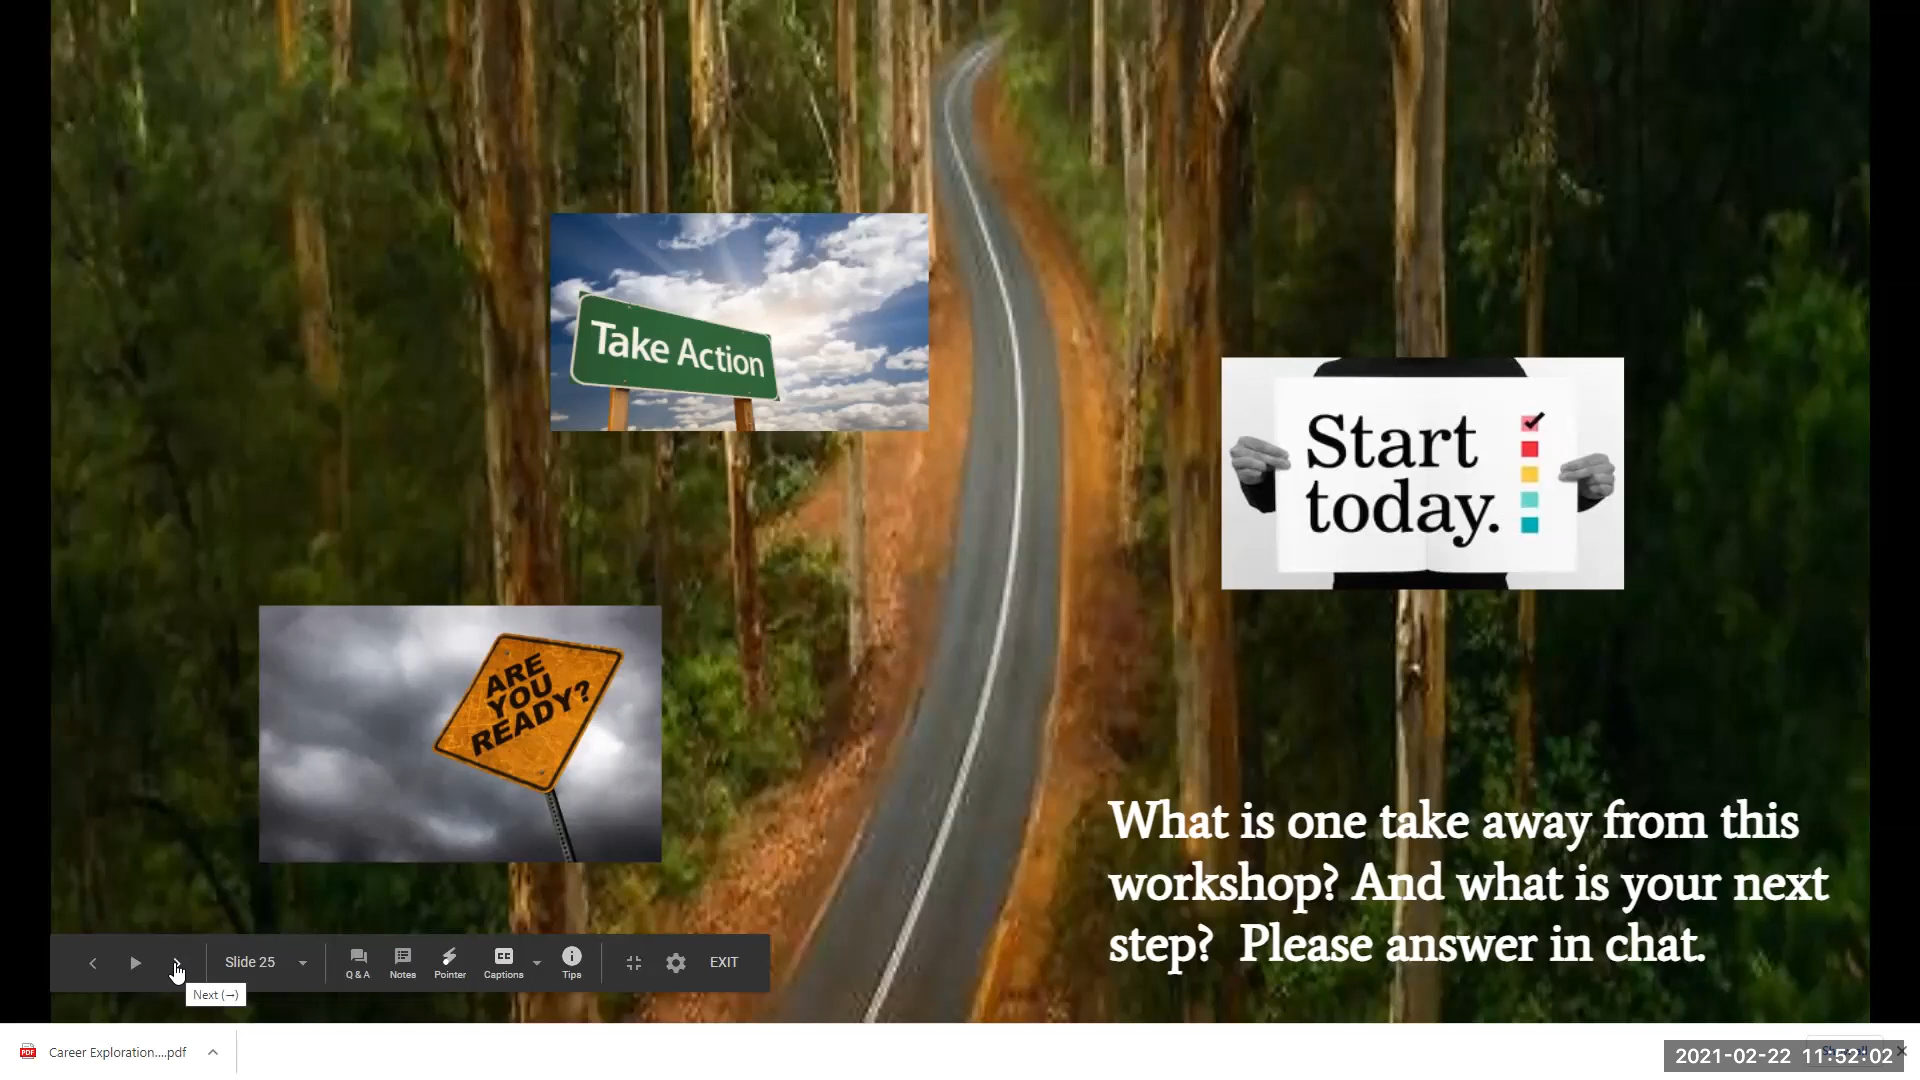 Take Action
Start
today.
ARE
YOU
READY?
What is one take away from this
workshop? And what is your next
step?  Please answer in chat.
Slide 25
Q & A
Notes
Pointer
Captions
Tips
EXIT
Next (→)
PDF
Career Exploration....pdf
2021-02-22 11:52:02